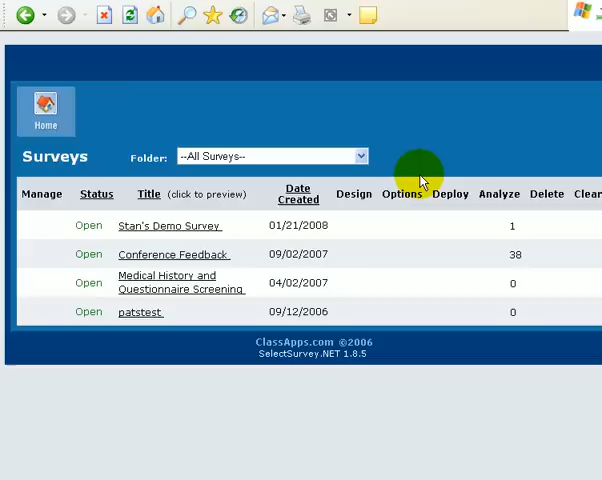 Home
Surveys Folder: --All Surveys--
Manage Status Title (click to preview) Date Created Design Options Deploy Analyze Delete Clear
Open Stan's Demo Survey 01/21/2008 1
Open Conference Feedback 09/02/2007 38
Open Medical History and Questionnaire Screening 04/02/2007 0
Open patstest 09/12/2006 0
ClassApps.com ©2006
SelectSurvey.NET 1.8.5